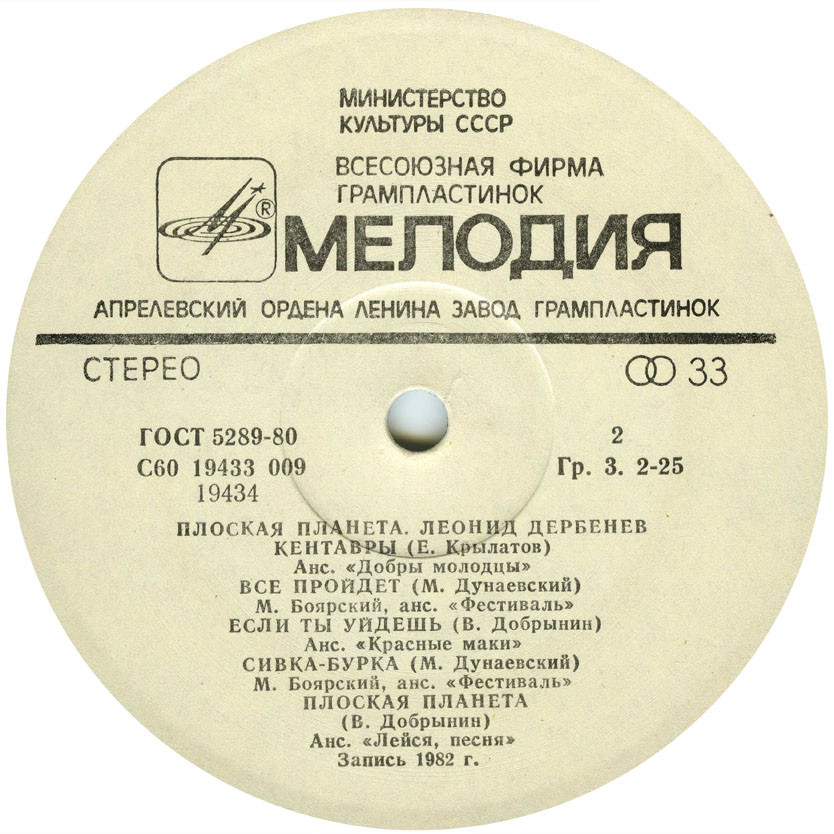 МИНИСТЕРСТВО
КУЛЬТУРЫ СССР
ВСЕСОЮЗНАЯ ФИРМА
ГРАМПЛАСТИНОК
®
МЕЛОДИЯ
АПРЕЛЕВСКИЙ ОРДЕНА ЛЕНИНА ЗАВОД ГРАМПЛАСТИНОК
СТЕРЕО 33
ГОСТ 5289-80 2
С60 19433 009 Гр. 3. 2-25
19434
ПЛОСКАЯ ПЛАНЕТА. ЛЕОНИД ДЕРБЕНЕВ
КЕНТАВРЫ (Е. Крылатов)
Анс. «Добры молодцы»
ВСЕ ПРОЙДЕТ (М. Дунаевский)
М. Боярский, анс. «Фестиваль»
ЕСЛИ ТЫ УЙДЕШЬ (В. Добрынин)
Анс. «Красные маки»
СИВКА-БУРКА (М. Дунаевский)
М. Боярский, анс. «Фестиваль»
ПЛОСКАЯ ПЛАНЕТА
(В. Добрынин)
Анс. «Лейся, песня»
Запись 1982 г.